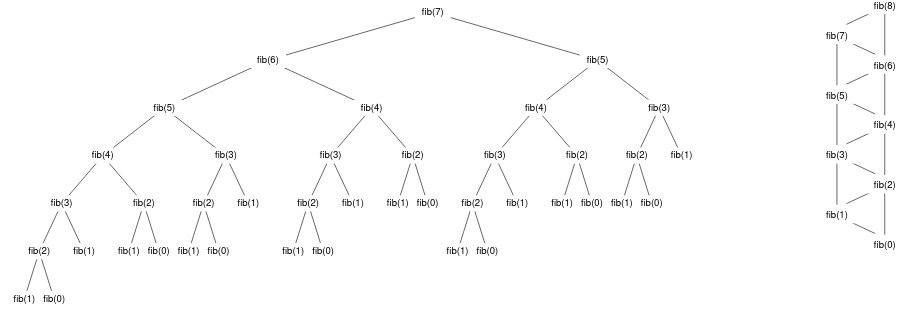 fib(7)
fib(6) fib(5)
fib(5) fib(4) fib(4) fib(3)
fib(4) fib(3) fib(3) fib(2) fib(3) fib(2) fib(2) fib(1)
fib(3) fib(2) fib(2) fib(1) fib(2) fib(1) fib(1) fib(0) fib(2) fib(1) fib(1) fib(0) fib(1) fib(0)
fib(2) fib(1) fib(1) fib(0) fib(1) fib(0) fib(1) fib(0) fib(1) fib(0)
fib(1) fib(0)
fib(8)
fib(7)
fib(6)
fib(5)
fib(4)
fib(3)
fib(2)
fib(1)
fib(0)